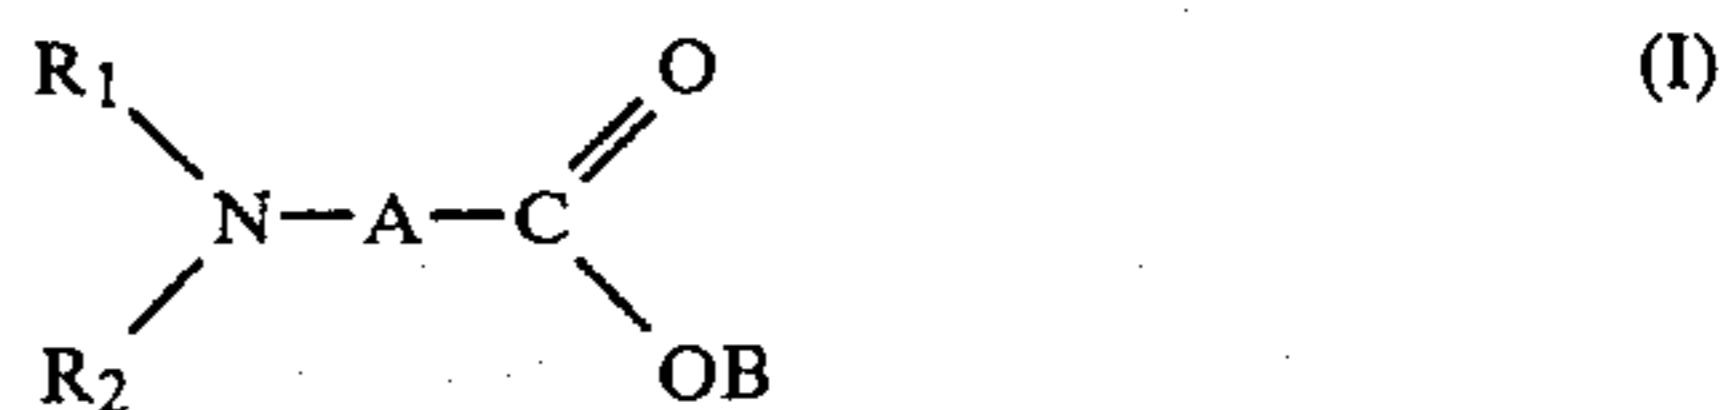 R₁ O (I)
N—A—C
R₂ OB